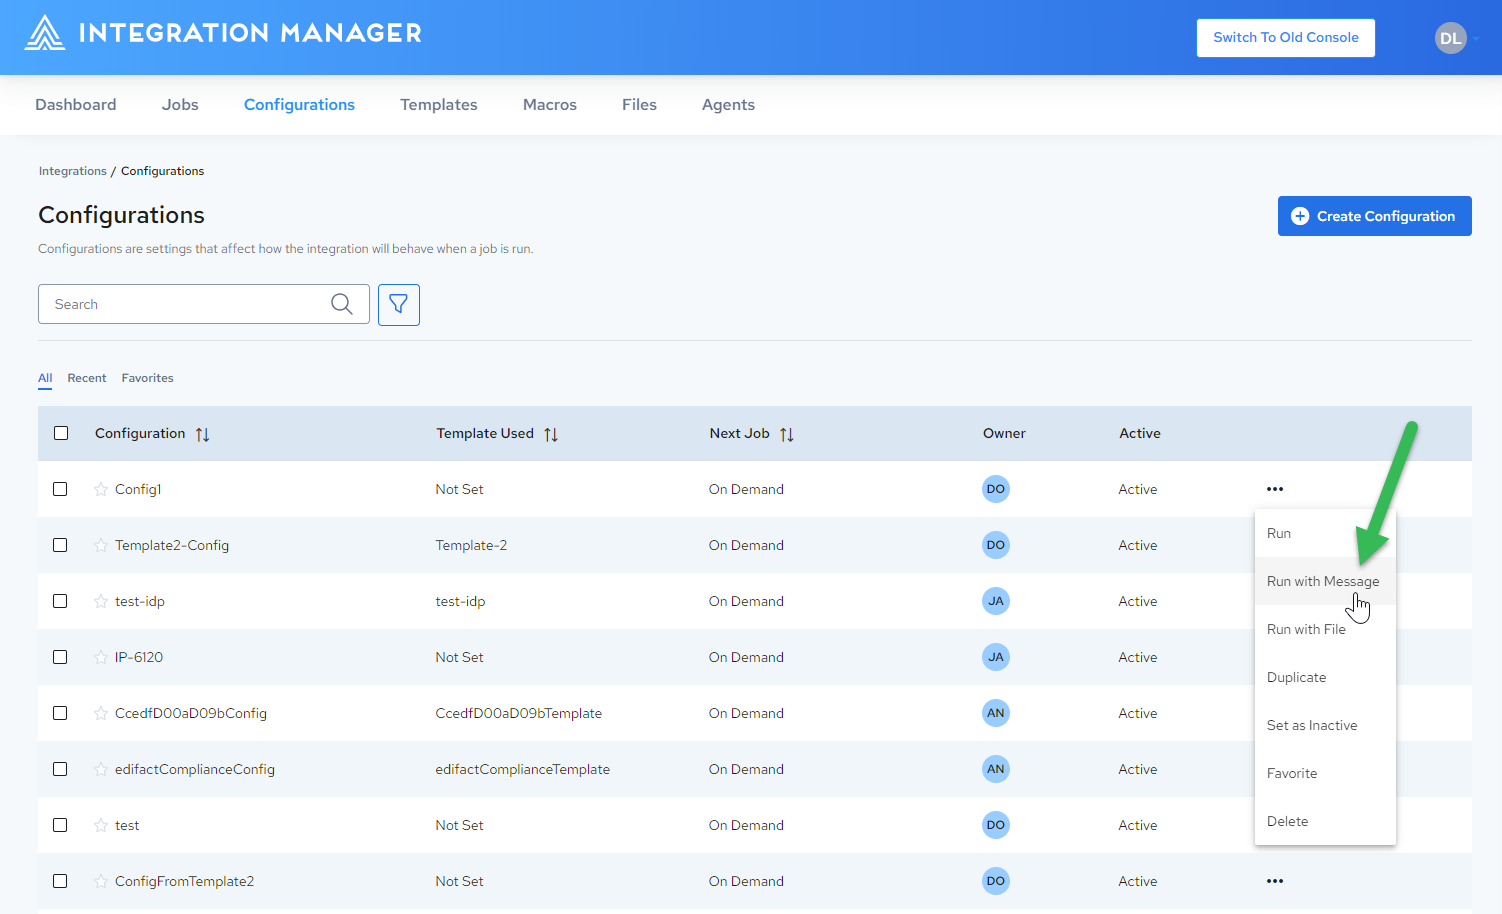 INTEGRATION MANAGER
Switch To Old Console
DL
Dashboard Jobs Configurations Templates Macros Files Agents
Integrations / Configurations
Configurations
Create Configuration
Configurations are settings that affect how the integration will behave when a job is run.
Search
All Recent Favorites
Configuration Template Used Next Job Owner Active
Config1 Not Set On Demand DO Active
Template2-Config Template-2 On Demand DO Active
test-idp test-idp On Demand JA Active
IP-6120 Not Set On Demand JA Active
CcedfD00aD09bConfig CcedfD00aD09bTemplate On Demand AN Active
edifactComplianceConfig edifactComplianceTemplate On Demand AN Active
test Not Set On Demand DO Active
ConfigFromTemplate2 Not Set On Demand DO Active
Run
Run with Message
Run with File
Duplicate
Set as Inactive
Favorite
Delete